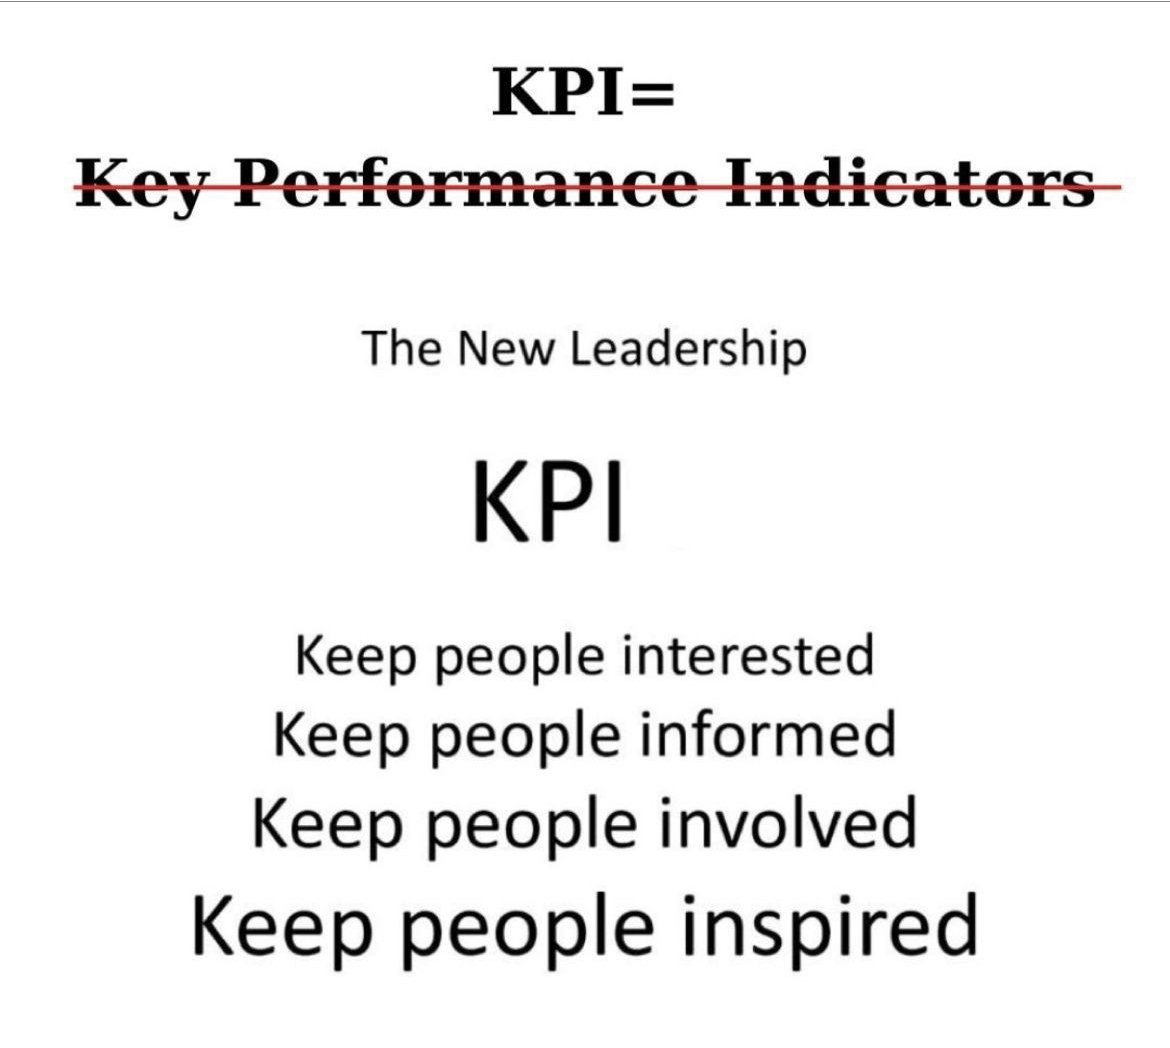 KPI=
Key Performance Indicators
The New Leadership
KPI
Keep people interested
Keep people informed
Keep people involved
Keep people inspired